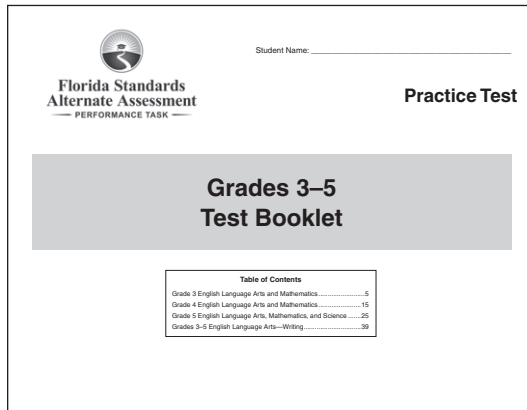 Student Name: ____________________
Florida Standards
Alternate Assessment
PERFORMANCE TASK
Practice Test
Grades 3–5
Test Booklet
Table of Contents
Grade 3 English Language Arts and Mathematics........................5
Grade 4 English Language Arts and Mathematics......................15
Grade 5 English Language Arts, Mathematics, and Science.......25
Grades 3–5 English Language Arts—Writing..............................39